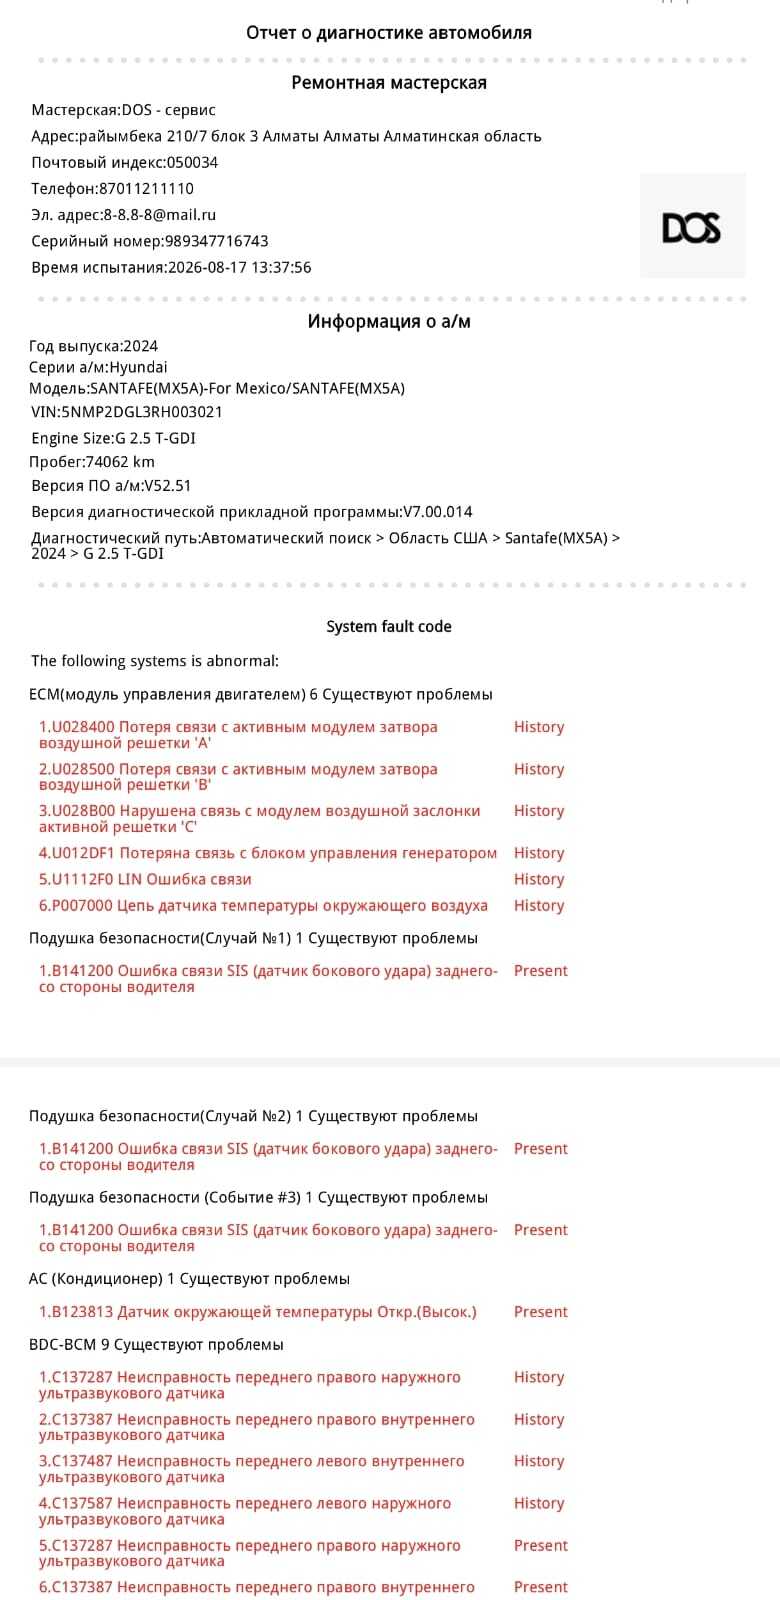 Отчет о диагностике автомобиля
Ремонтная мастерская
Мастерская:DOS - сервис
Адрес:райымбека 210/7 блок 3 Алматы Алматы Алматинская область
Почтовый индекс:050034
Телефон:87011211110
Эл. адрес:8-8.8-8@mail.ru
Серийный номер:989347716743
Время испытания:2026-08-17 13:37:56
DOS
Информация о а/м
Год выпуска:2024
Серии а/м:Hyundai
Модель:SANTAFE(MX5A)-For Mexico/SANTAFE(MX5A)
VIN:5NMP2DGL3RH003021
Engine Size:G 2.5 T-GDI
Пробег:74062 km
Версия ПО а/м:V52.51
Версия диагностической прикладной программы:V7.00.014
Диагностический путь:Автоматический поиск > Область США > Santafe(MX5A) >
2024 > G 2.5 T-GDI
System fault code
The following systems is abnormal:
ECM(модуль управления двигателем) 6 Существуют проблемы
1.U028400 Потеря связи с активным модулем затвора History
воздушной решетки 'A'
2.U028500 Потеря связи с активным модулем затвора History
воздушной решетки 'B'
3.U028B00 Нарушена связь с модулем воздушной заслонки History
активной решетки 'C'
4.U012DF1 Потеряна связь с блоком управления генератором History
5.U1112F0 LIN Ошибка связи History
6.P007000 Цепь датчика температуры окружающего воздуха History
Подушка безопасности(Случай №1) 1 Существуют проблемы
1.B141200 Ошибка связи SIS (датчик бокового удара) заднего- Present
со стороны водителя
Подушка безопасности(Случай №2) 1 Существуют проблемы
1.B141200 Ошибка связи SIS (датчик бокового удара) заднего- Present
со стороны водителя
Подушка безопасности (Событие #3) 1 Существуют проблемы
1.B141200 Ошибка связи SIS (датчик бокового удара) заднего- Present
со стороны водителя
AC (Кондиционер) 1 Существуют проблемы
1.B123813 Датчик окружающей температуры Откр.(Высок.) Present
BDC-BCM 9 Существуют проблемы
1.C137287 Неисправность переднего правого наружного History
ультразвукового датчика
2.C137387 Неисправность переднего правого внутреннего History
ультразвукового датчика
3.C137487 Неисправность переднего левого внутреннего History
ультразвукового датчика
4.C137587 Неисправность переднего левого наружного History
ультразвукового датчика
5.C137287 Неисправность переднего правого наружного Present
ультразвукового датчика
6.C137387 Неисправность переднего правого внутреннего Present